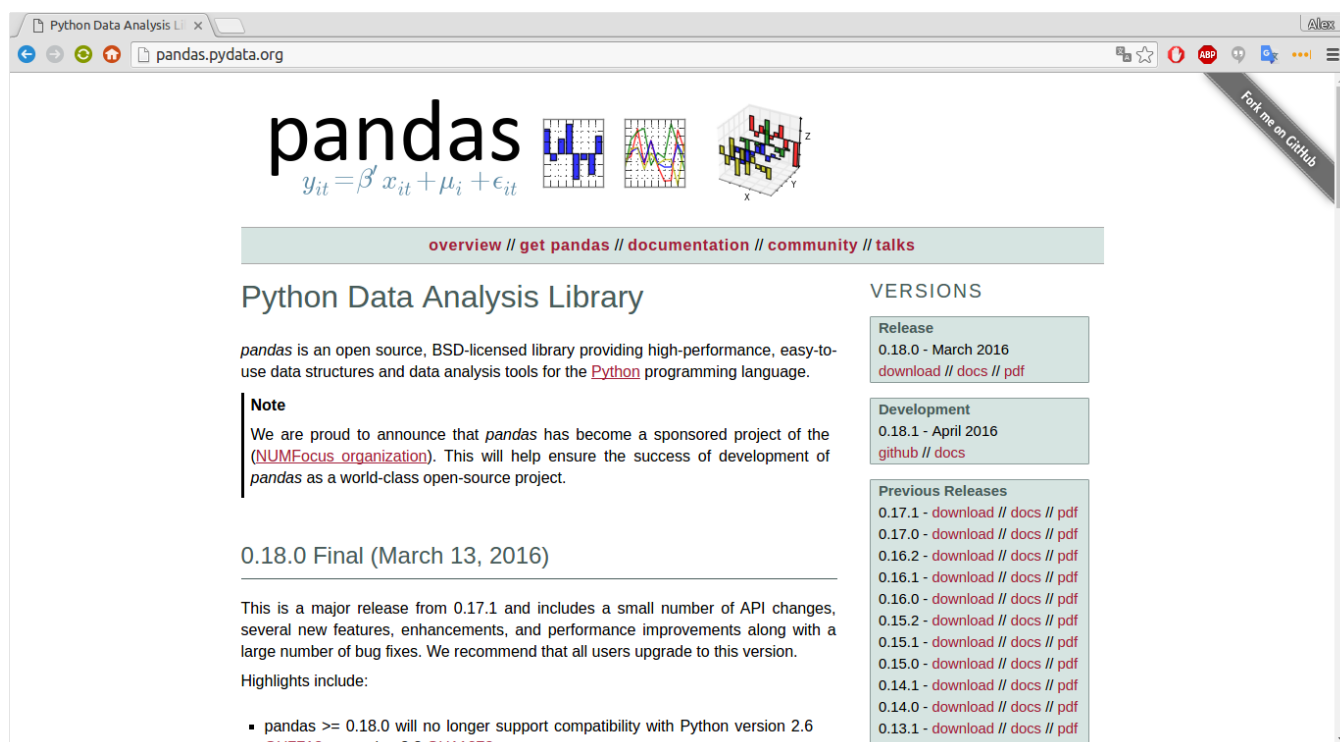 Python Data Analysis Li
Alex
pandas.pydata.org
ABP
Fork me on GitHub
pandas
y_it = β′ x_it + μ_i + ϵ_it
Z
Y
X
overview // get pandas // documentation // community // talks
Python Data Analysis Library
pandas is an open source, BSD-licensed library providing high-performance, easy-to-
use data structures and data analysis tools for the Python programming language.
Note
We are proud to announce that pandas has become a sponsored project of the
(NUMFocus organization). This will help ensure the success of development of
pandas as a world-class open-source project.
0.18.0 Final (March 13, 2016)
This is a major release from 0.17.1 and includes a small number of API changes,
several new features, enhancements, and performance improvements along with a
large number of bug fixes. We recommend that all users upgrade to this version.
Highlights include:
▪ pandas >= 0.18.0 will no longer support compatibility with Python version 2.6
VERSIONS
Release
0.18.0 - March 2016
download // docs // pdf
Development
0.18.1 - April 2016
github // docs
Previous Releases
0.17.1 - download // docs // pdf
0.17.0 - download // docs // pdf
0.16.2 - download // docs // pdf
0.16.1 - download // docs // pdf
0.16.0 - download // docs // pdf
0.15.2 - download // docs // pdf
0.15.1 - download // docs // pdf
0.15.0 - download // docs // pdf
0.14.1 - download // docs // pdf
0.14.0 - download // docs // pdf
0.13.1 - download // docs // pdf